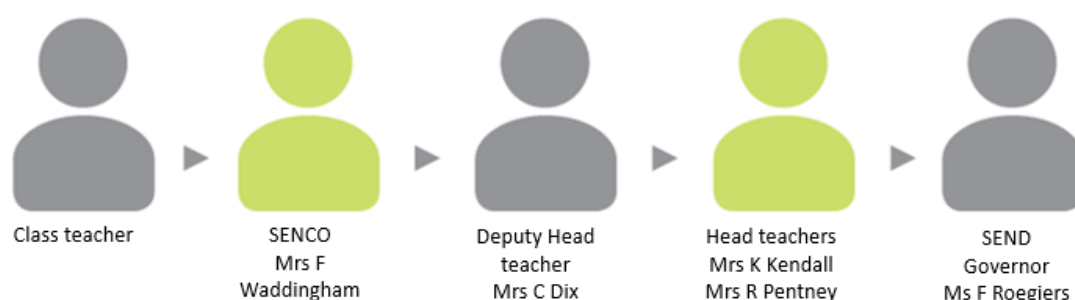 Class teacher
SENCO
Mrs F
Waddingham
Deputy Head
teacher
Mrs C Dix
Head teachers
Mrs K Kendall
Mrs R Pentney
SEND
Governor
Ms F Roegiers